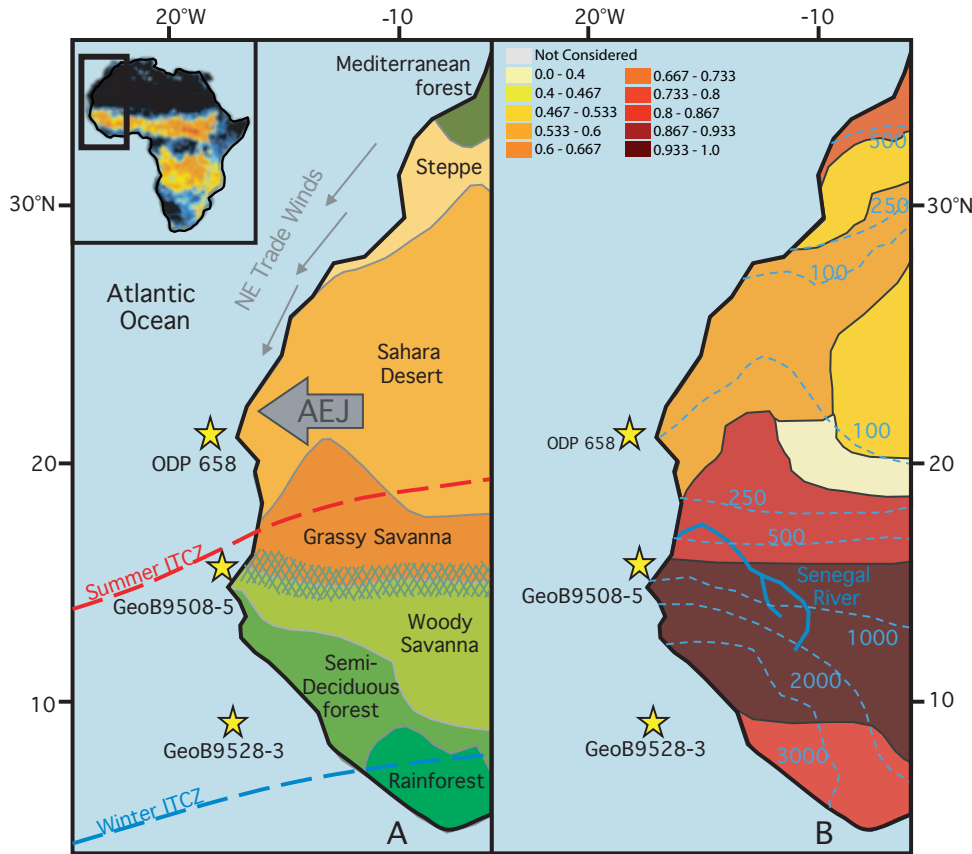 20°W
-10
20°W
-10
30°N
20
10
Mediterranean
forest
Steppe
NE Trade Winds
Atlantic
Ocean
Sahara
Desert
AEJ
ODP 658
Grassy Savanna
Summer ITCZ
GeoB9508-5
Woody
Savanna
Semi-
Deciduous
forest
GeoB9528-3
Rainforest
Winter ITCZ
A
Not Considered
0.0 - 0.4
0.4 - 0.467
0.467 - 0.533
0.533 - 0.6
0.6 - 0.667
0.667 - 0.733
0.733 - 0.8
0.8 - 0.867
0.867 - 0.933
0.933 - 1.0
500
30°N
250
100
100
ODP 658
20
250
500
GeoB9508-5
Senegal
River
1000
2000
10
GeoB9528-3
3000
B